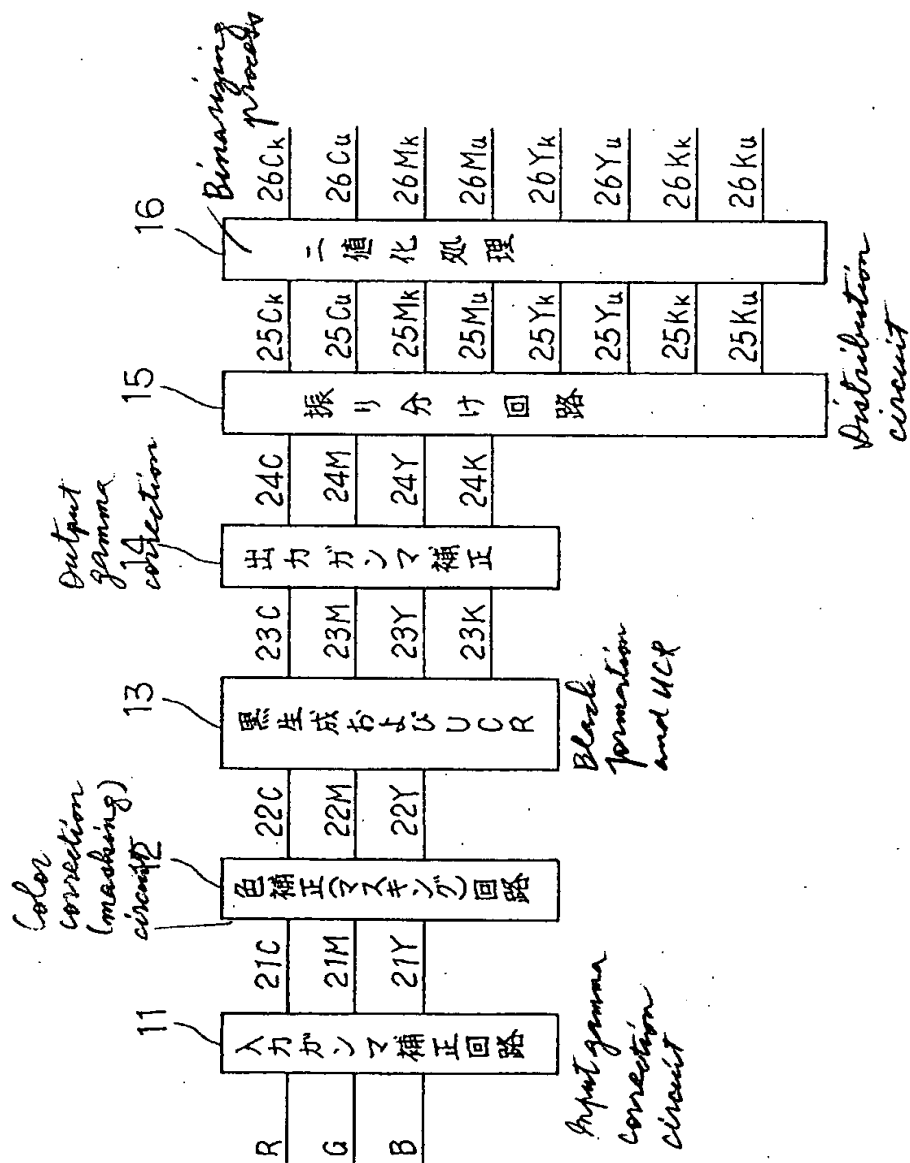 R
G
B
11
入力ガンマ補正回路
Input gamma
correction
circuit
21C
21M
21Y
Color
correction
(masking)
circuit
12
色補正(マスキング)回路
22C
22M
22Y
13
黒生成およびUCR
Black
formation
and UCR
23C
23M
23Y
23K
Output
gamma
correction
14
出力ガンマ補正
24C
24M
24Y
24K
15
振り分け回路
Distribution
circuit
25Ck
25Cu
25Mk
25Mu
25Yk
25Yu
25Kk
25Ku
16
Binarizing
process
二値化処理
26Ck
26Cu
26Mk
26Mu
26Yk
26Yu
26Kk
26Ku